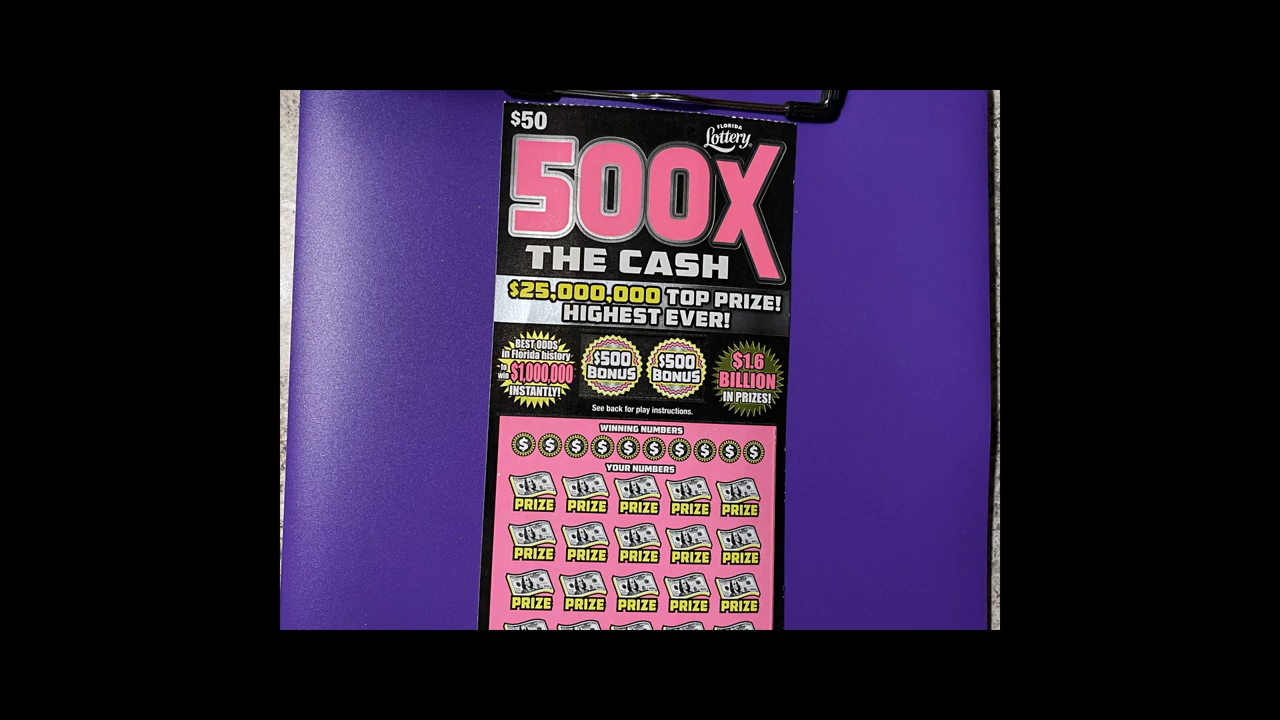 $50
FLORIDA
Lottery
500X
THE CASH
$25,000,000 TOP PRIZE!
HIGHEST EVER!
BEST ODDS
in Florida history
to win $1,000,000
INSTANTLY!
$500
BONUS
$500
BONUS
$1.6
BILLION
IN PRIZES!
See back for play instructions.
WINNING NUMBERS
$ $ $ $ $ $ $ $ $ $
YOUR NUMBERS
PRIZE PRIZE PRIZE PRIZE PRIZE
PRIZE PRIZE PRIZE PRIZE PRIZE
PRIZE PRIZE PRIZE PRIZE PRIZE